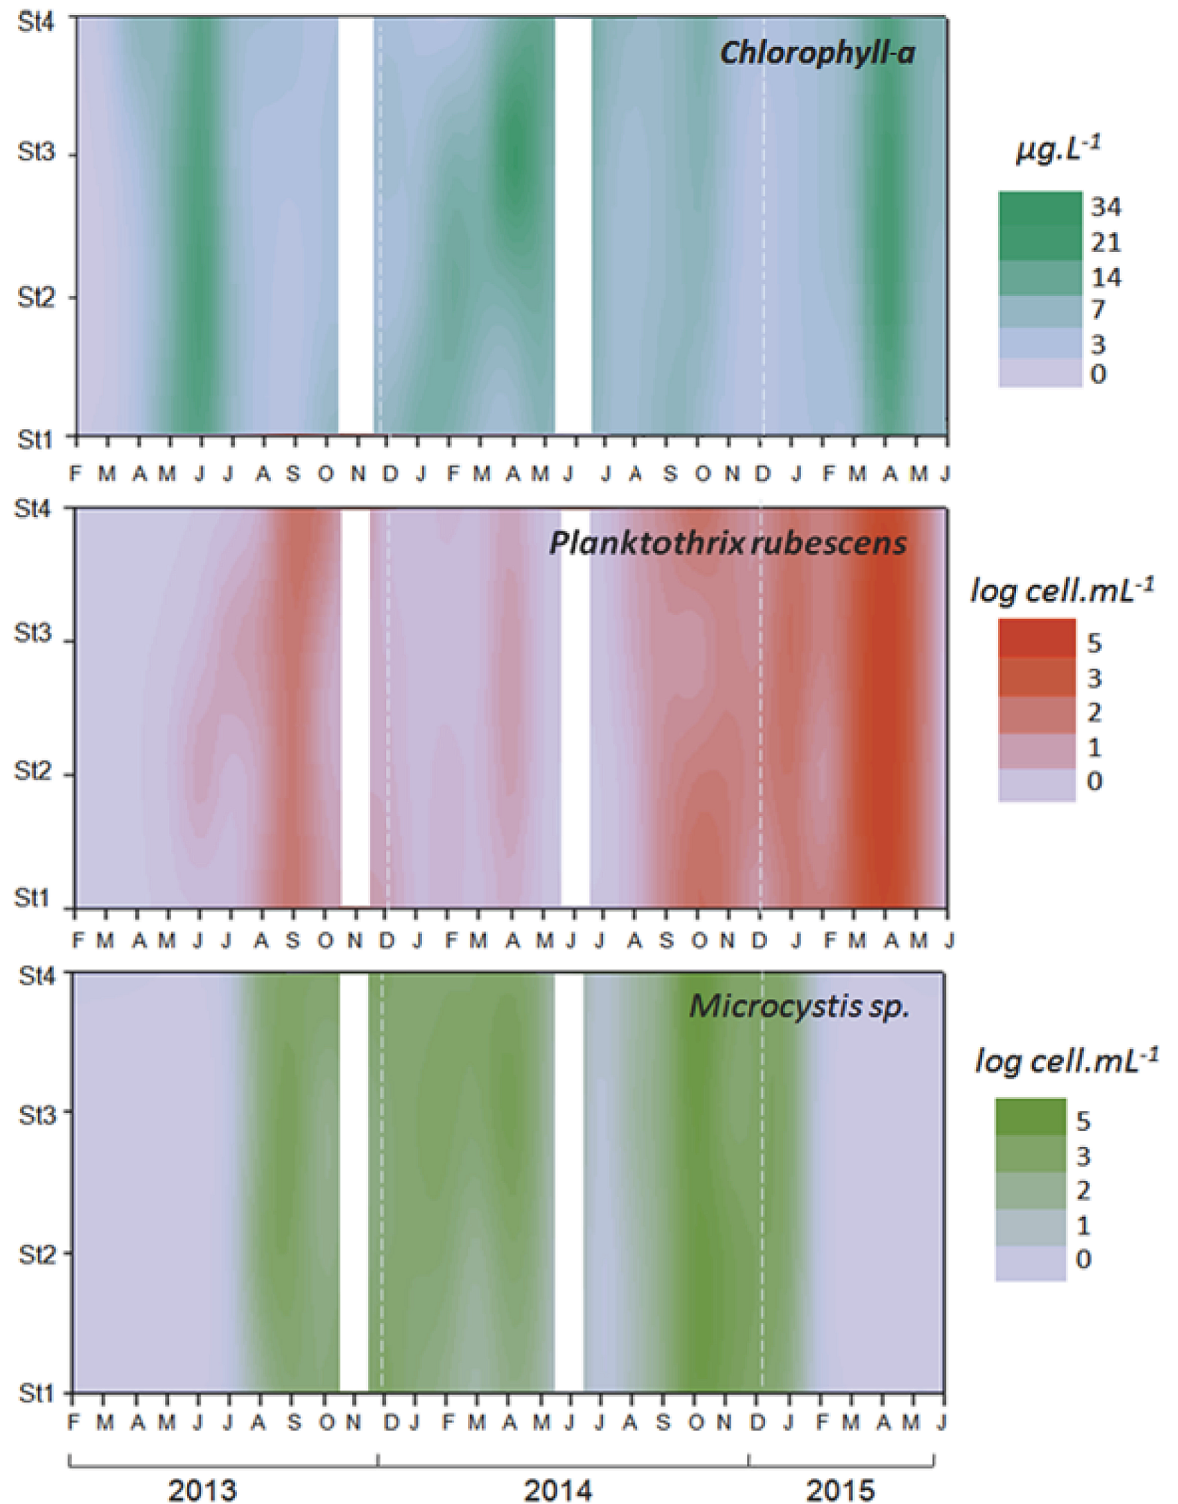 St4
Chlorophyll-a
St3
St2
St1
F M A M J J A S O N D J F M A M J J A S O N D J F M A M J
µg.L-1
34
21
14
7
3
0
St4
Planktothrix rubescens
St3
St2
St1
F M A M J J A S O N D J F M A M J J A S O N D J F M A M J
log cell.mL-1
5
3
2
1
0
St4
Microcystis sp.
St3
St2
St1
F M A M J J A S O N D J F M A M J J A S O N D J F M A M J
log cell.mL-1
5
3
2
1
0
2013 2014 2015